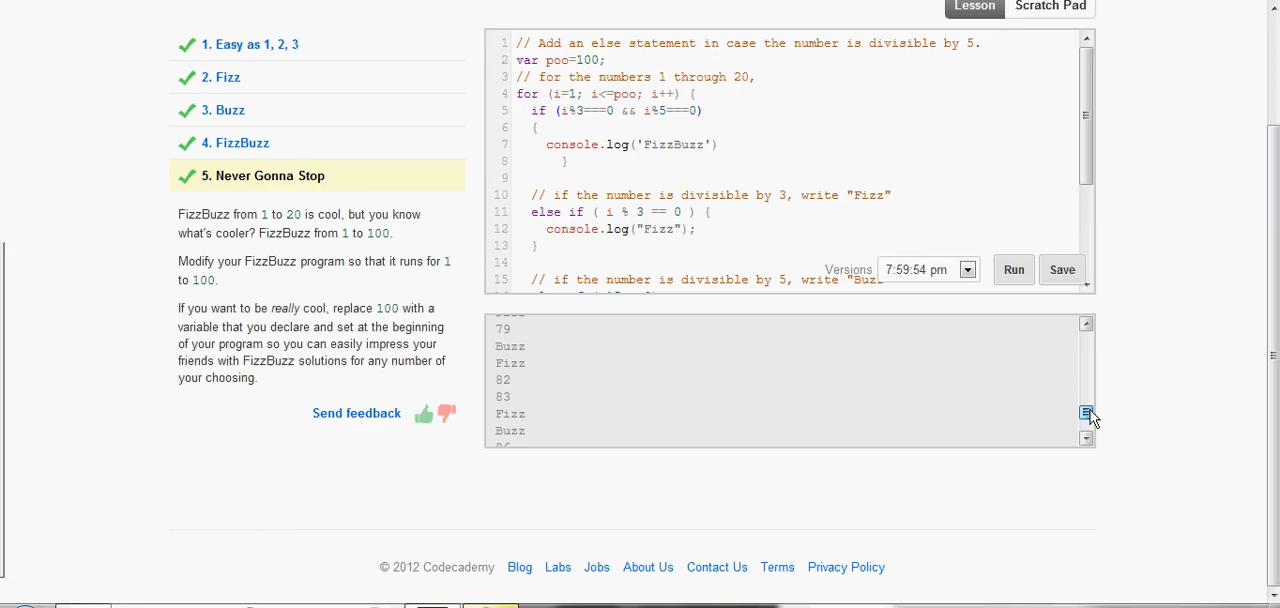 Lesson
Scratch Pad
1. Easy as 1, 2, 3
2. Fizz
3. Buzz
4. FizzBuzz
5. Never Gonna Stop
FizzBuzz from 1 to 20 is cool, but you know
what's cooler? FizzBuzz from 1 to 100.
Modify your FizzBuzz program so that it runs for 1
to 100.
If you want to be really cool, replace 100 with a
variable that you declare and set at the beginning
of your program so you can easily impress your
friends with FizzBuzz solutions for any number of
your choosing.
Send feedback
1 // Add an else statement in case the number is divisible by 5.
2 var poo=100;
3 // for the numbers 1 through 20,
4 for (i=1; i<=poo; i++) {
5 if (i%3===0 && i%5===0)
6 {
7 console.log('FizzBuzz')
8 }
9
10 // if the number is divisible by 3, write "Fizz"
11 else if ( i % 3 == 0 ) {
12 console.log("Fizz");
13 }
14
15 // if the number is divisible by 5, write "Buzz
Versions
7:59:54 pm
Run
Save
79
Buzz
Fizz
82
83
Fizz
Buzz
86
© 2012 Codecademy Blog Labs Jobs About Us Contact Us Terms Privacy Policy